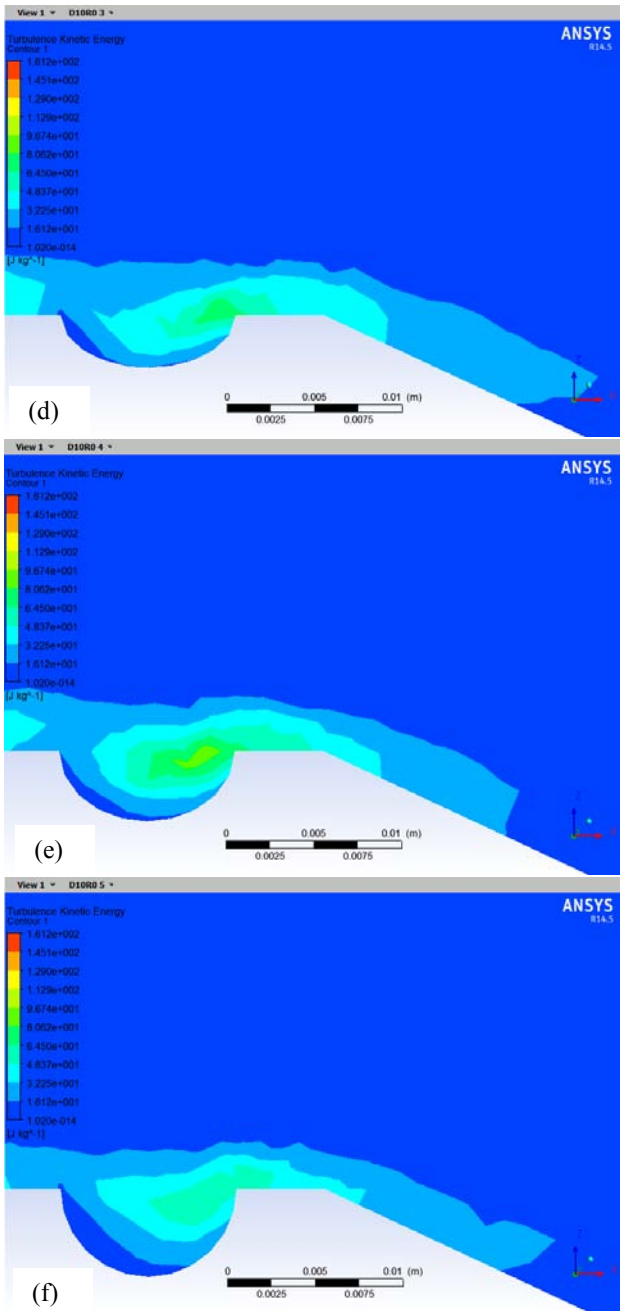 View 1 ▾ D10R0 3 ▾
Turbulence Kinetic Energy
Contour 1
ANSYS
R14.5
1.612e+002
1.451e+002
1.290e+002
1.129e+002
9.674e+001
8.062e+001
6.450e+001
4.837e+001
3.225e+001
1.612e+001
1.020e-014
[J kg^-1]
0 0.005 0.01 (m)
0.0025 0.0075
Z
(d)
View 1 ▾ D10R0 4 ▾
Turbulence Kinetic Energy
Contour 1
ANSYS
R14.5
1.612e+002
1.451e+002
1.290e+002
1.129e+002
9.674e+001
8.062e+001
6.450e+001
4.837e+001
3.225e+001
1.612e+001
1.020e-014
[J kg^-1]
0 0.005 0.01 (m)
0.0025 0.0075
Z
(e)
View 1 ▾ D10R0 5 ▾
Turbulence Kinetic Energy
Contour 1
ANSYS
R14.5
1.612e+002
1.451e+002
1.290e+002
1.129e+002
9.674e+001
8.062e+001
6.450e+001
4.837e+001
3.225e+001
1.612e+001
1.020e-014
[J kg^-1]
0 0.005 0.01 (m)
0.0025 0.0075
Z
(f)